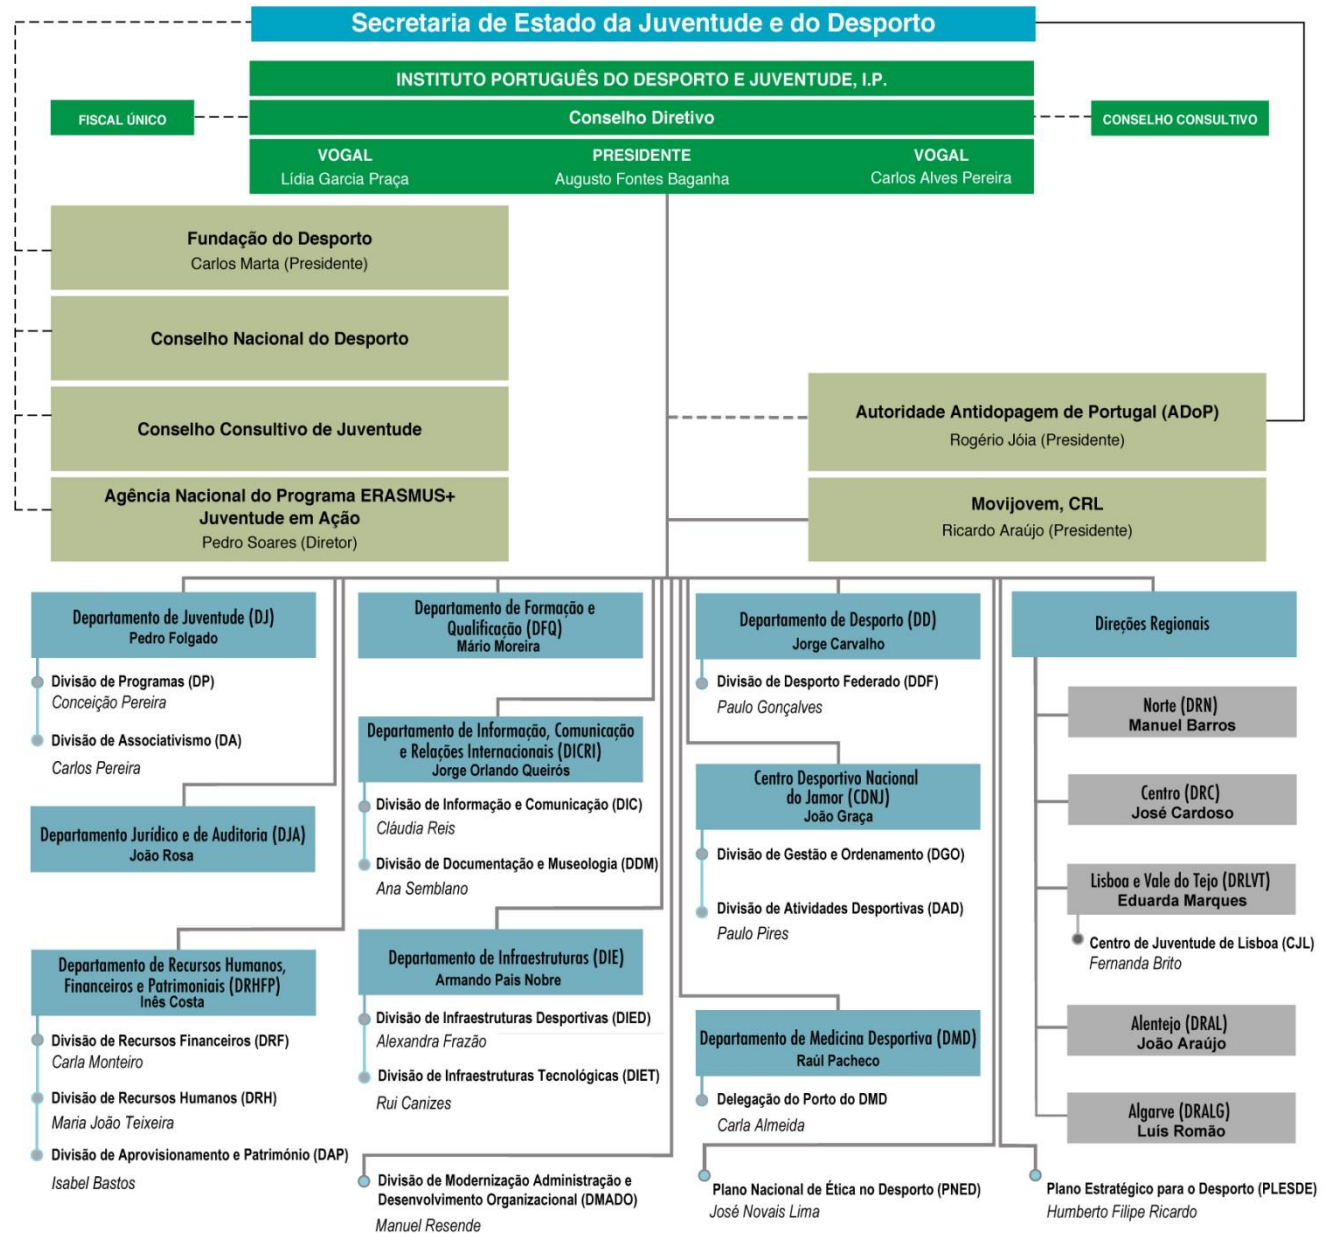 Secretaria de Estado da Juventude e do Desporto
INSTITUTO PORTUGUÊS DO DESPORTO E JUVENTUDE, I.P.
FISCAL ÚNICO
Conselho Diretivo
CONSELHO CONSULTIVO
VOGAL
Lídia Garcia Praça
PRESIDENTE
Augusto Fontes Baganha
VOGAL
Carlos Alves Pereira
Fundação do Desporto
Carlos Marta (Presidente)
Conselho Nacional do Desporto
Conselho Consultivo de Juventude
Agência Nacional do Programa ERASMUS+
Juventude em Ação
Pedro Soares (Diretor)
Autoridade Antidopagem de Portugal (ADoP)
Rogério Jóia (Presidente)
Movijovem, CRL
Ricardo Araújo (Presidente)
Departamento de Juventude (DJ)
Pedro Folgado
Divisão de Programas (DP)
Conceição Pereira
Divisão de Associativismo (DA)
Carlos Pereira
Departamento Jurídico e de Auditoria (DJA)
João Rosa
Departamento de Recursos Humanos,
Financeiros e Patrimoniais (DRHFP)
Inês Costa
Divisão de Recursos Financeiros (DRF)
Carla Monteiro
Divisão de Recursos Humanos (DRH)
Maria João Teixeira
Divisão de Aprovisionamento e Património (DAP)
Isabel Bastos
Departamento de Formação e
Qualificação (DFQ)
Mário Moreira
Departamento de Informação, Comunicação
e Relações Internacionais (DICRI)
Jorge Orlando Queirós
Divisão de Informação e Comunicação (DIC)
Cláudia Reis
Divisão de Documentação e Museologia (DDM)
Ana Semblano
Departamento de Infraestruturas (DIE)
Armando Pais Nobre
Divisão de Infraestruturas Desportivas (DIED)
Alexandra Frazão
Divisão de Infraestruturas Tecnológicas (DIET)
Rui Canizes
Divisão de Modernização Administração e
Desenvolvimento Organizacional (DMADO)
Manuel Resende
Departamento de Desporto (DD)
Jorge Carvalho
Divisão de Desporto Federado (DDF)
Paulo Gonçalves
Centro Desportivo Nacional
do Jamor (CDNJ)
João Graça
Divisão de Gestão e Ordenamento (DGO)
Divisão de Atividades Desportivas (DAD)
Paulo Pires
Departamento de Medicina Desportiva (DMD)
Raúl Pacheco
Delegação do Porto do DMD
Carla Almeida
Plano Nacional de Ética no Desporto (PNED)
José Novais Lima
Direções Regionais
Norte (DRN)
Manuel Barros
Centro (DRC)
José Cardoso
Lisboa e Vale do Tejo (DRLVT)
Eduarda Marques
Centro de Juventude de Lisboa (CJL)
Fernanda Brito
Alentejo (DRAL)
João Araújo
Algarve (DRALG)
Luís Romão
Plano Estratégico para o Desporto (PLESDE)
Humberto Filipe Ricardo